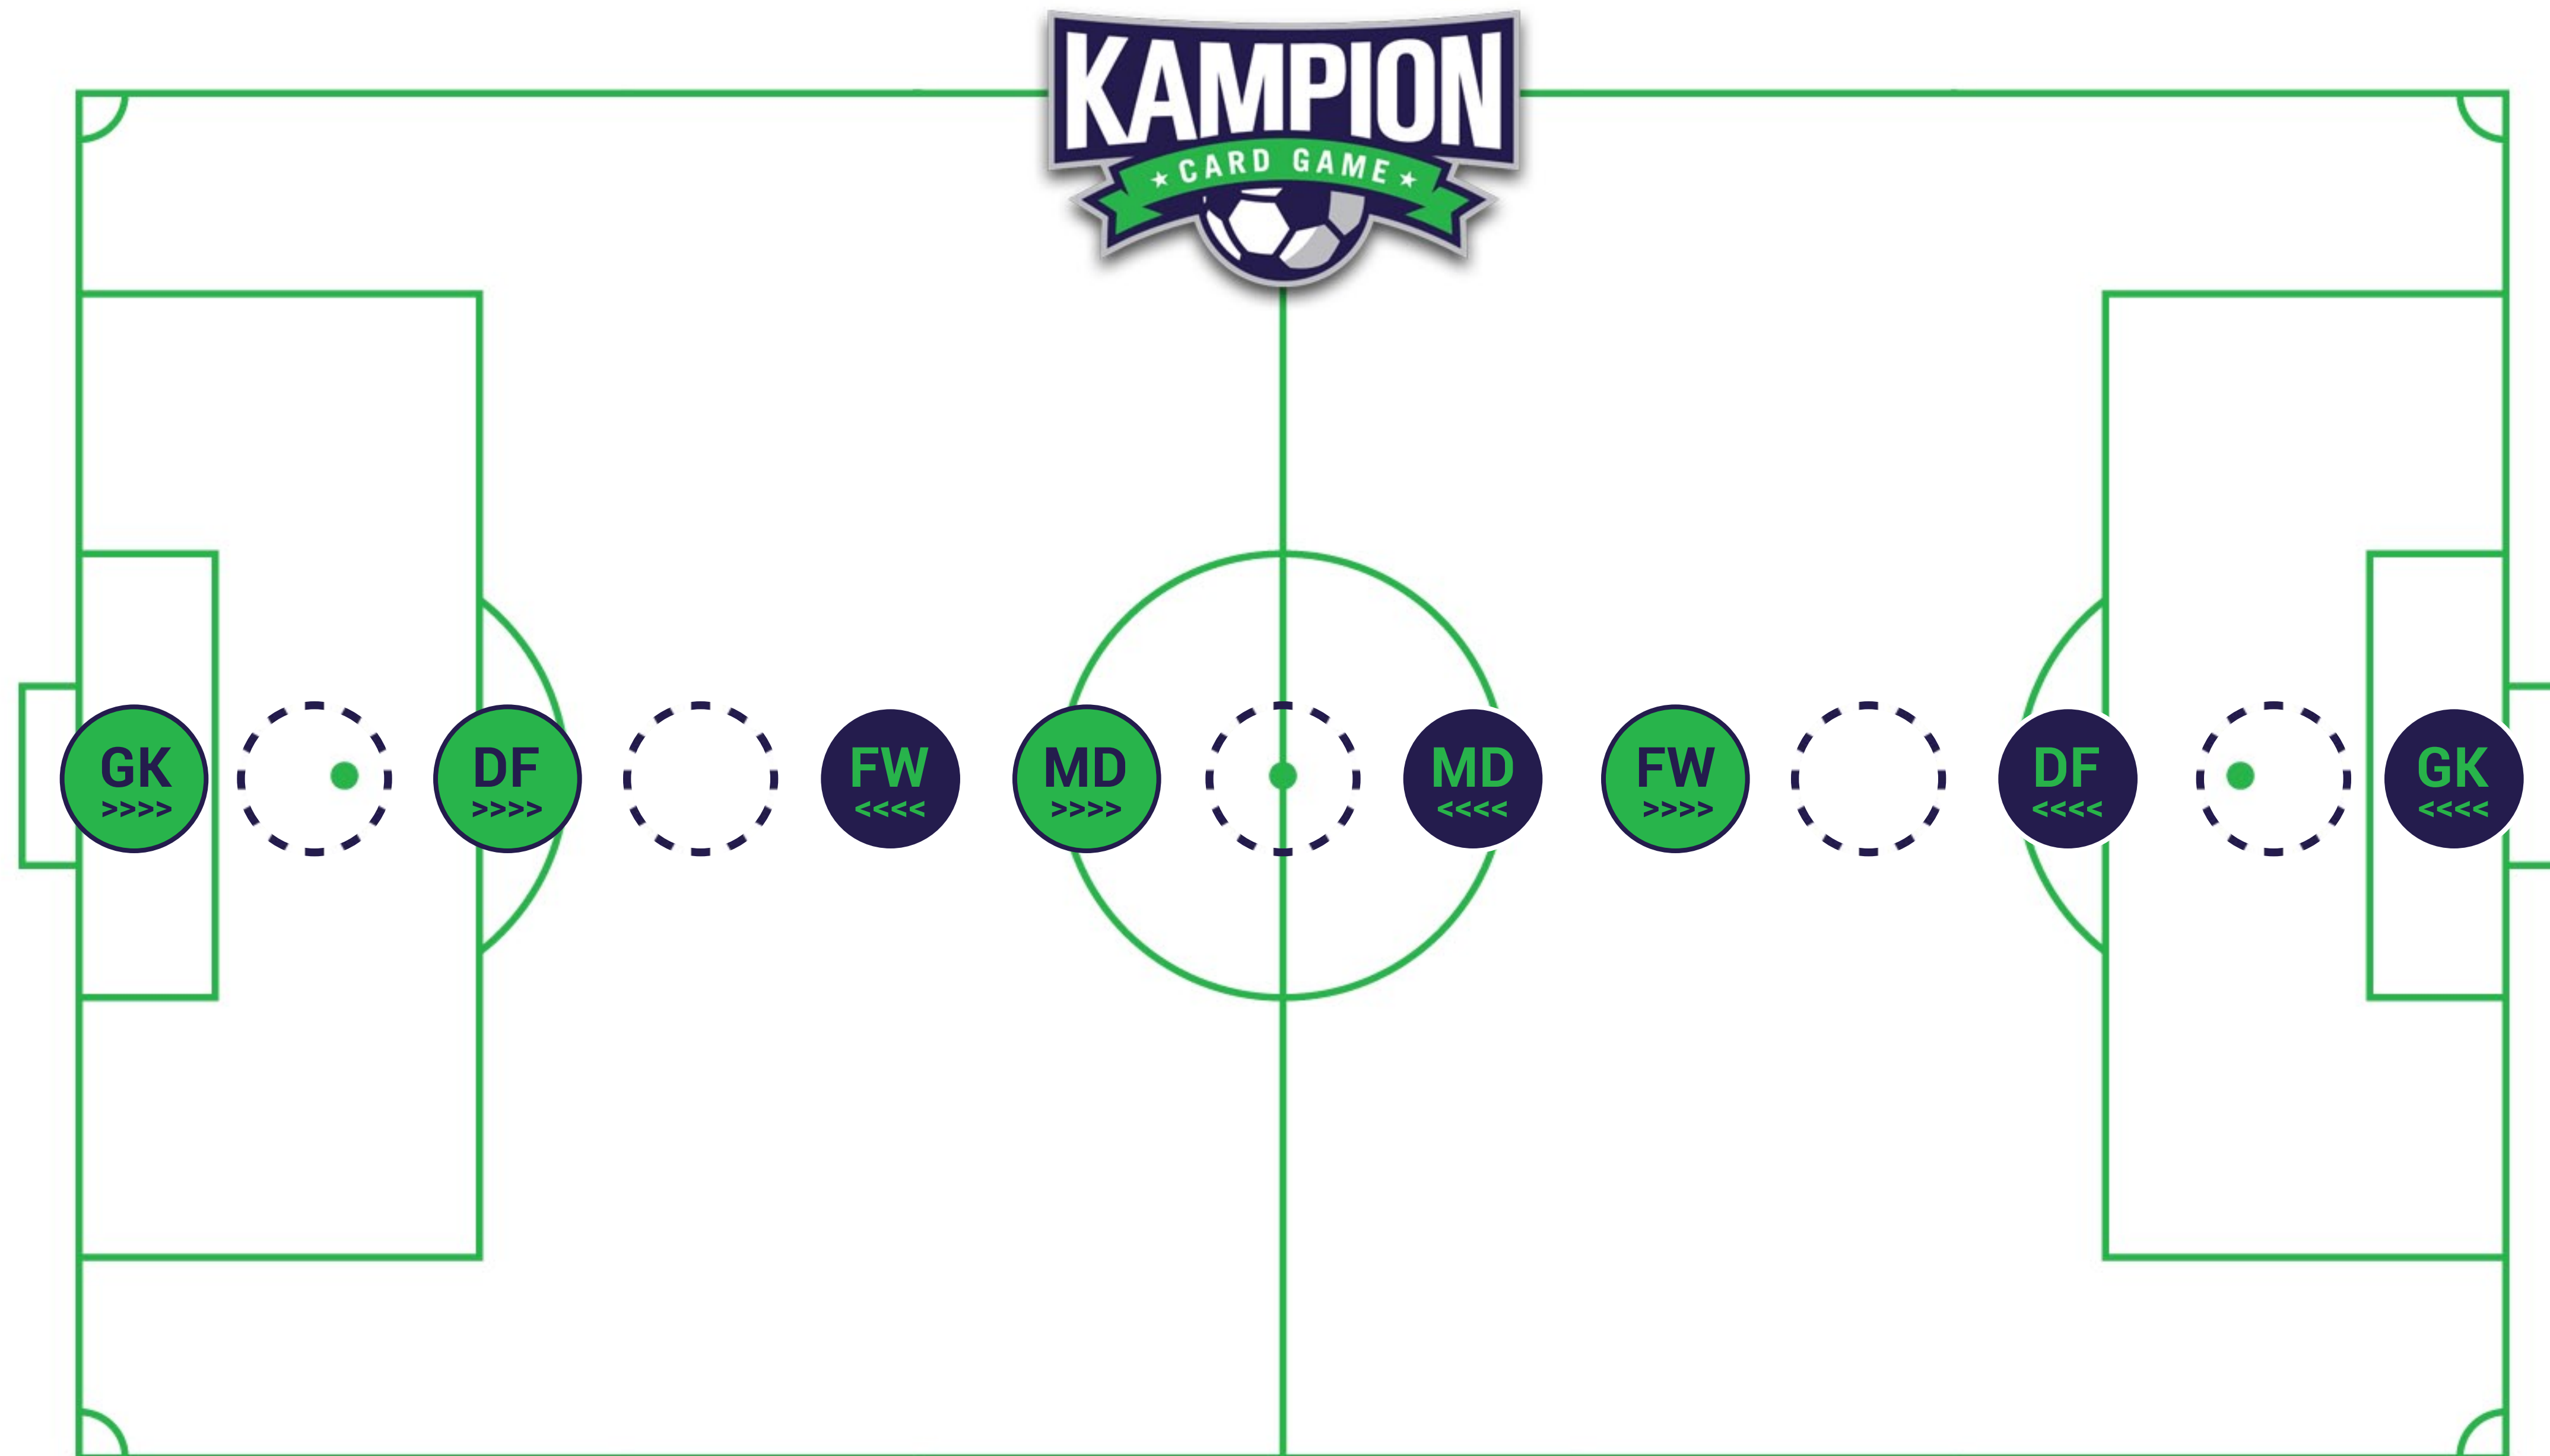 KAMPION
★ CARD GAME ★
GK DF FW MD MD FW DF GK
>>>> >>>> <<<< >>>> <<<< >>>> <<<< <<<<